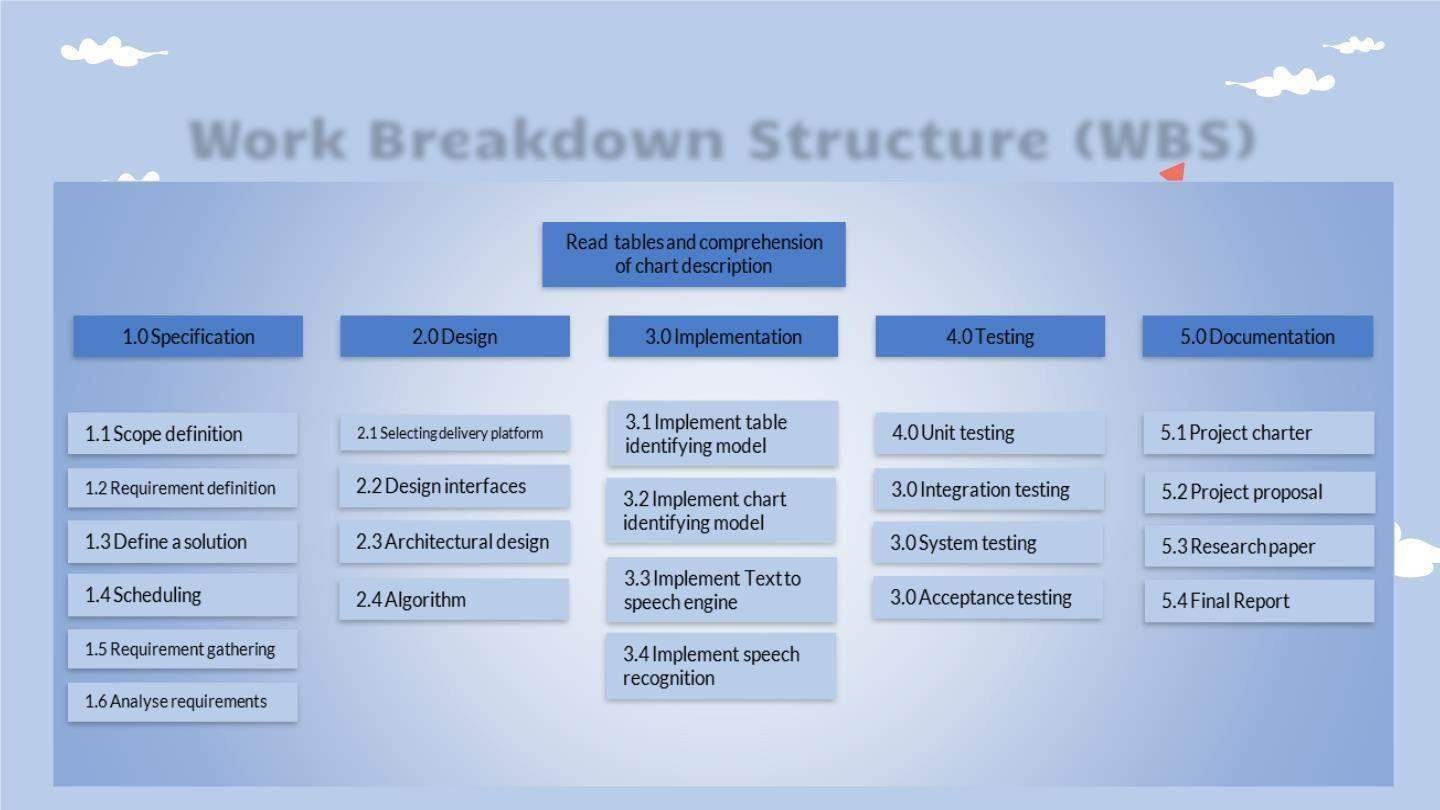 Work Breakdown Structure (WBS)
Read tables and comprehension
of chart description
1.0 Specification
2.0 Design
3.0 Implementation
4.0 Testing
5.0 Documentation
1.1 Scope definition
1.2 Requirement definition
1.3 Define a solution
1.4 Scheduling
1.5 Requirement gathering
1.6 Analyse requirements
2.1 Selecting delivery platform
2.2 Design interfaces
2.3 Architectural design
2.4 Algorithm
3.1 Implement table
identifying model
3.2 Implement chart
identifying model
3.3 Implement Text to
speech engine
3.4 Implement speech
recognition
4.0 Unit testing
3.0 Integration testing
3.0 System testing
3.0 Acceptance testing
5.1 Project charter
5.2 Project proposal
5.3 Research paper
5.4 Final Report